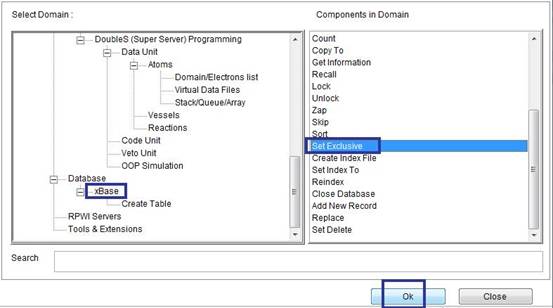 Select Domain :
DoubleS (Super Server) Programming
Data Unit
Atoms
Domain/Electrons list
Virtual Data Files
Stack/Queue/Array
Vessels
Reactions
Code Unit
Veto Unit
OOP Simulation
Database
xBase
Create Table
RPWI Servers
Tools & Extensions
Components in Domain
Count
Copy To
Get Information
Recall
Lock
Unlock
Zap
Skip
Sort
Set Exclusive
Create Index File
Set Index To
Reindex
Close Database
Add New Record
Replace
Set Delete
Search
Ok
Close